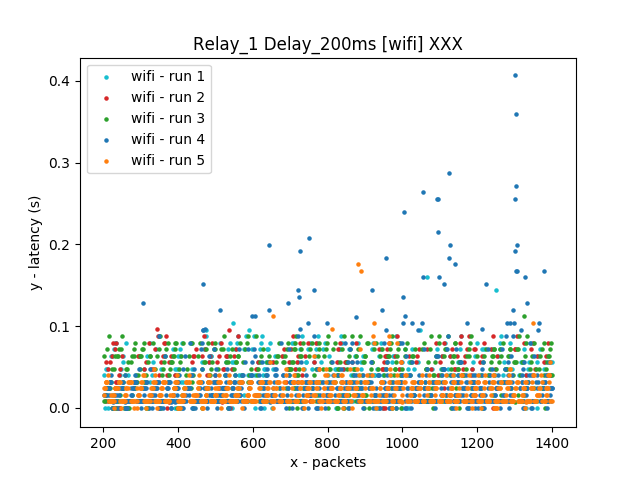 Relay_1 Delay_200ms [wifi] XXX
wifi - run 1
wifi - run 2
wifi - run 3
wifi - run 4
wifi - run 5
y - latency (s)
0.4
0.3
0.2
0.1
0.0
200 400 600 800 1000 1200 1400
x - packets